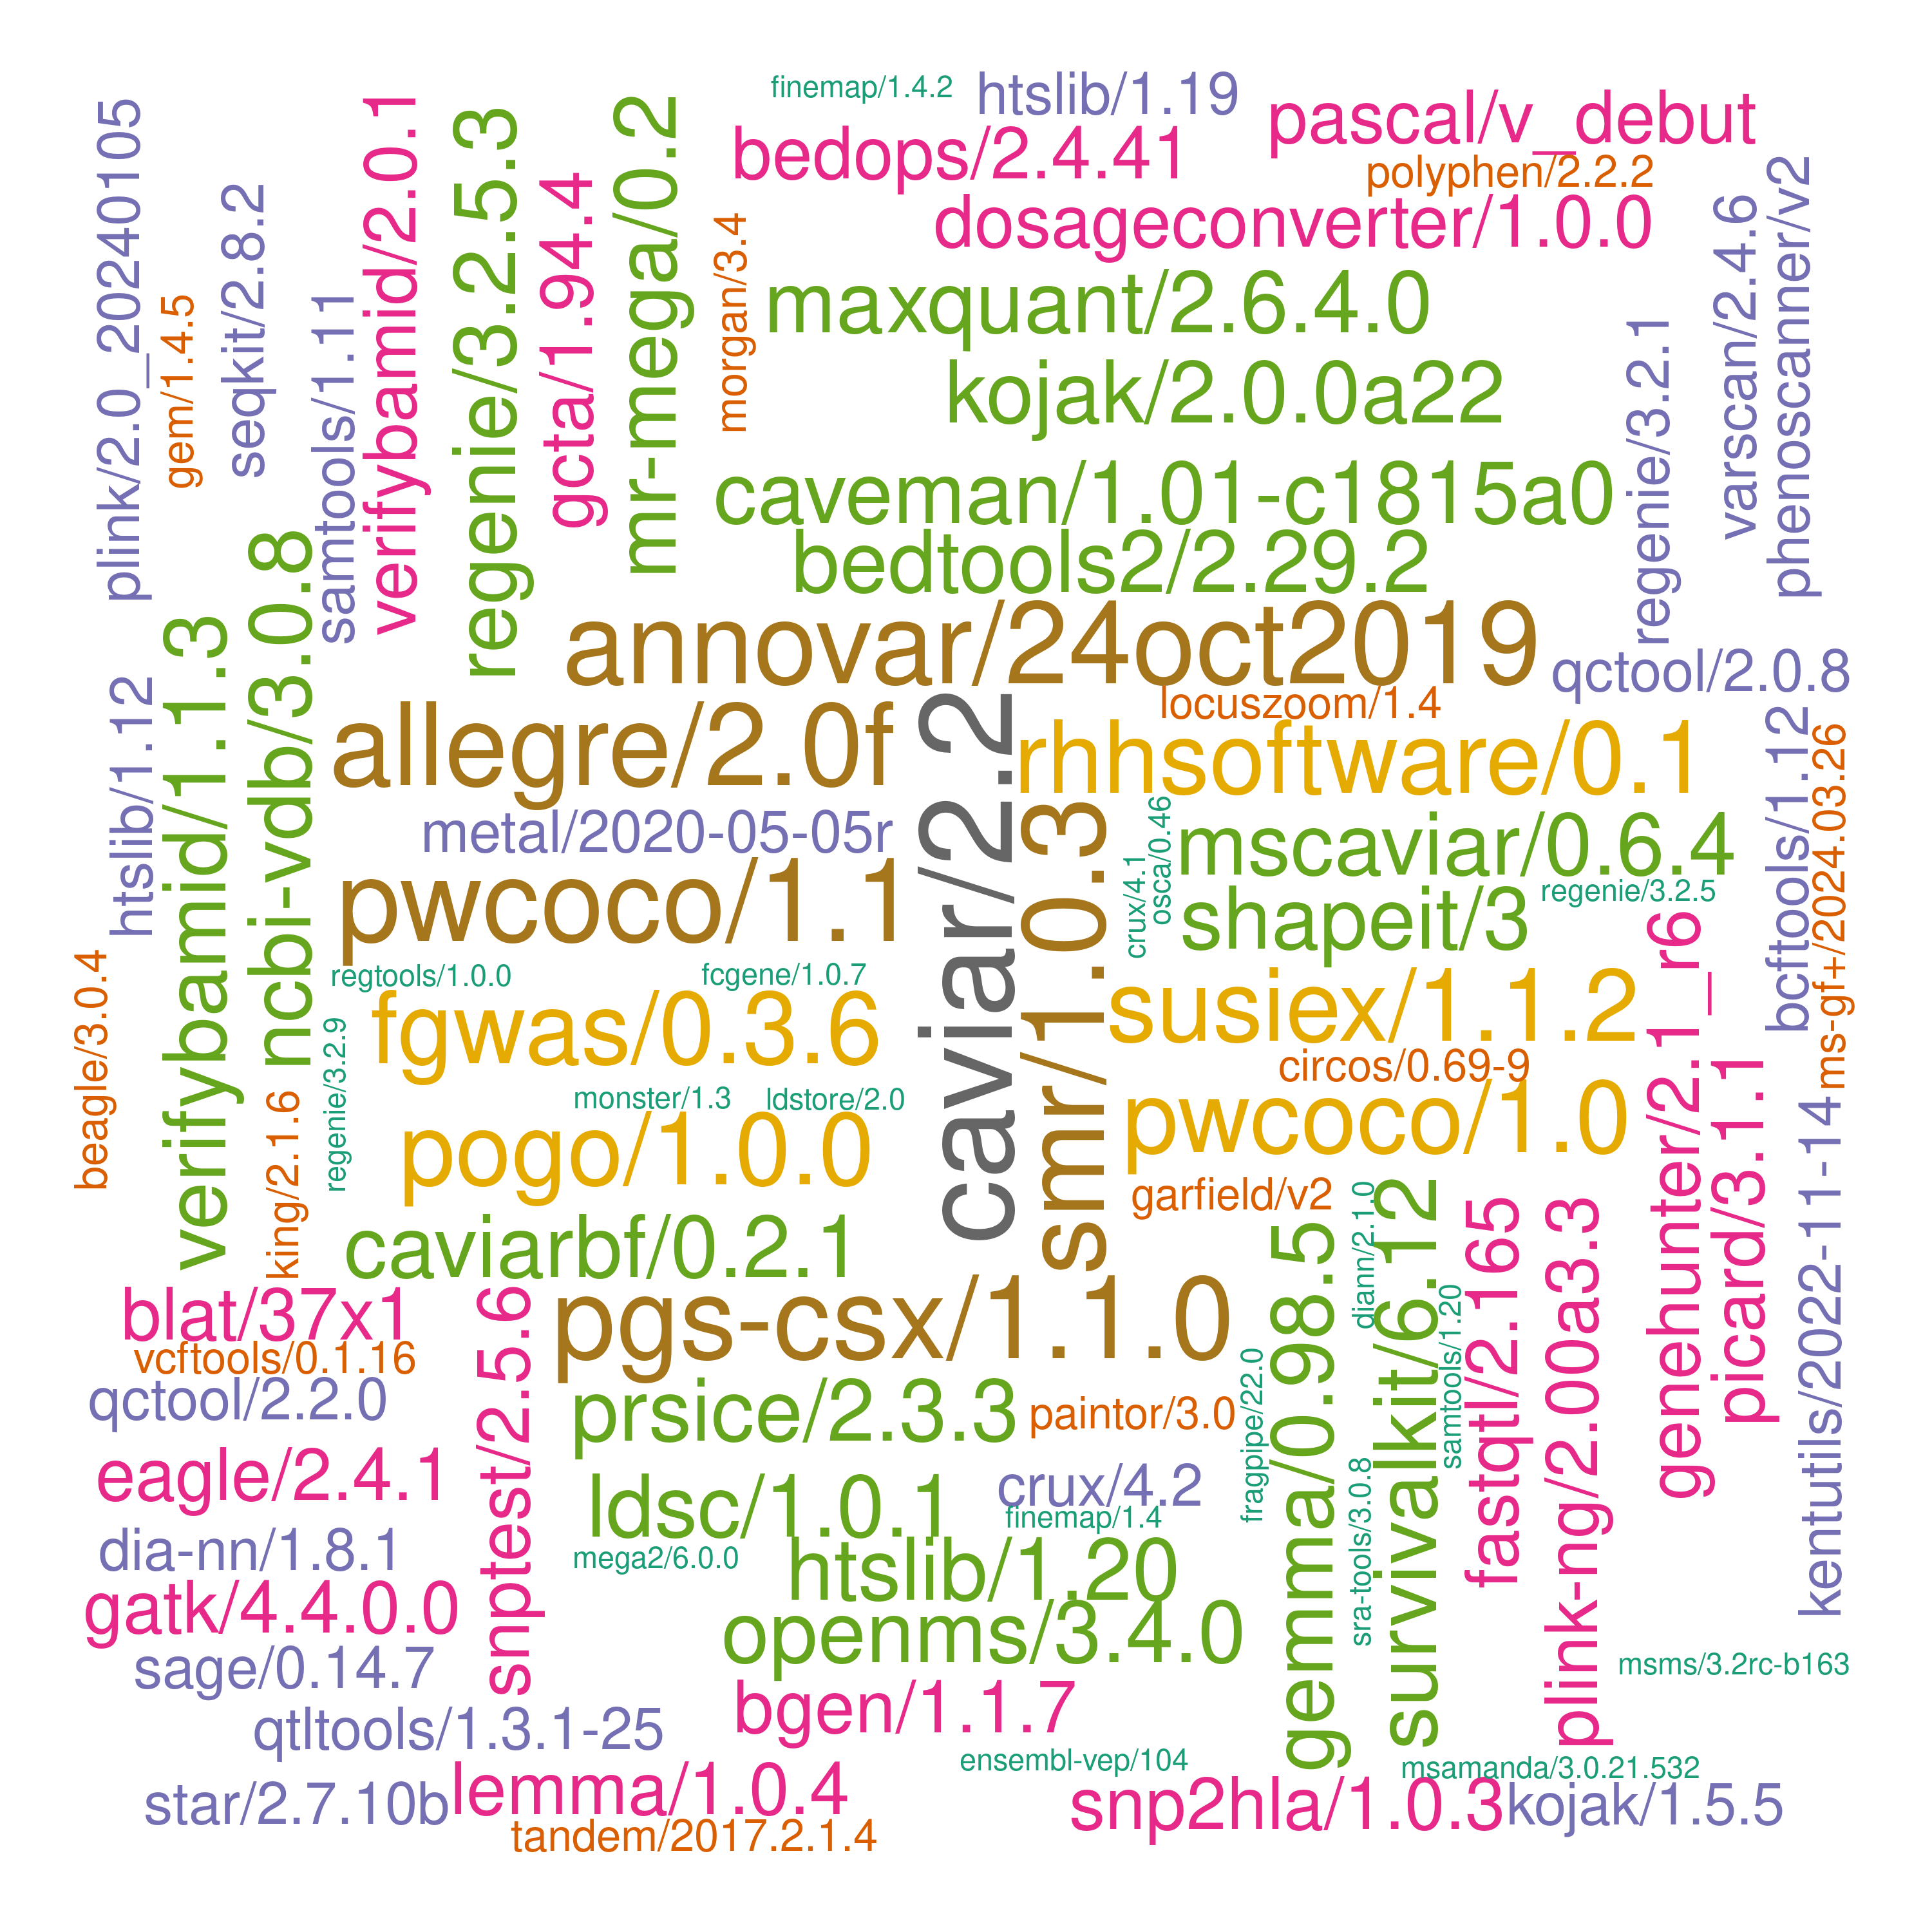 finemap/1.4.2
htslib/1.19
pascal/v_debut
bedops/2.4.41
polyphen/2.2.2
dosageconverter/1.0.0
plink/2.0_20240105
gem/1.4.5
seqkit/2.8.2
samtools/1.11
verifybamid/2.0.1
regenie/3.2.5.3
gcta/1.94.4
mr-mega/0.2
morgan/3.4
maxquant/2.6.4.0
kojak/2.0.0a22
caveman/1.01-c1815a0
bedtools2/2.29.2
regenie/3.2.1
varscan/2.4.6
phenoscanner/v2
annovar/24oct2019
qctool/2.0.8
locuszoom/1.4
htslib/1.12
verifybamid/1.1.3
ncbi-vdb/3.0.8
allegre/2.0f
caviar/2.2
rhhsoftware/0.1
metal/2020-05-05r
smr/1.0.3
crux/4.1
osca/0.46
mscaviar/0.6.4
bcftools/1.12
ms-gf+/2024.03.26
pwcoco/1.1
shapeit/3
regenie/3.2.5
beagle/3.0.4
regtools/1.0.0
fcgene/1.0.7
fgwas/0.3.6
susiex/1.1.2
circos/0.69-9
genehunter/2.1_r6
picard/3.1.1
king/2.1.6
regenie/3.2.9
monster/1.3
ldstore/2.0
pogo/1.0.0
pwcoco/1.0
garfield/v2
kentutils/2022-11-14
caviarbf/0.2.1
gemma/0.98.5
diann/2.1.0
survivalkit/6.12
samtools/1.20
fastqtl/2.165
plink-ng/2.00a3.3
blat/37x1
vcftools/0.1.16
pgs-csx/1.1.0
qctool/2.2.0
snptest/2.5.6
prsice/2.3.3
paintor/3.0
fragpipe/22.0
eagle/2.4.1
ldsc/1.0.1
crux/4.2
finemap/1.4
sra-tools/3.0.8
dia-nn/1.8.1
mega2/6.0.0
htslib/1.20
gatk/4.4.0.0
openms/3.4.0
sage/0.14.7
msms/3.2rc-b163
bgen/1.1.7
qtltools/1.3.1-25
ensembl-vep/104
msamanda/3.0.21.532
star/2.7.10b
lemma/1.0.4
snp2hla/1.0.3
kojak/1.5.5
tandem/2017.2.1.4